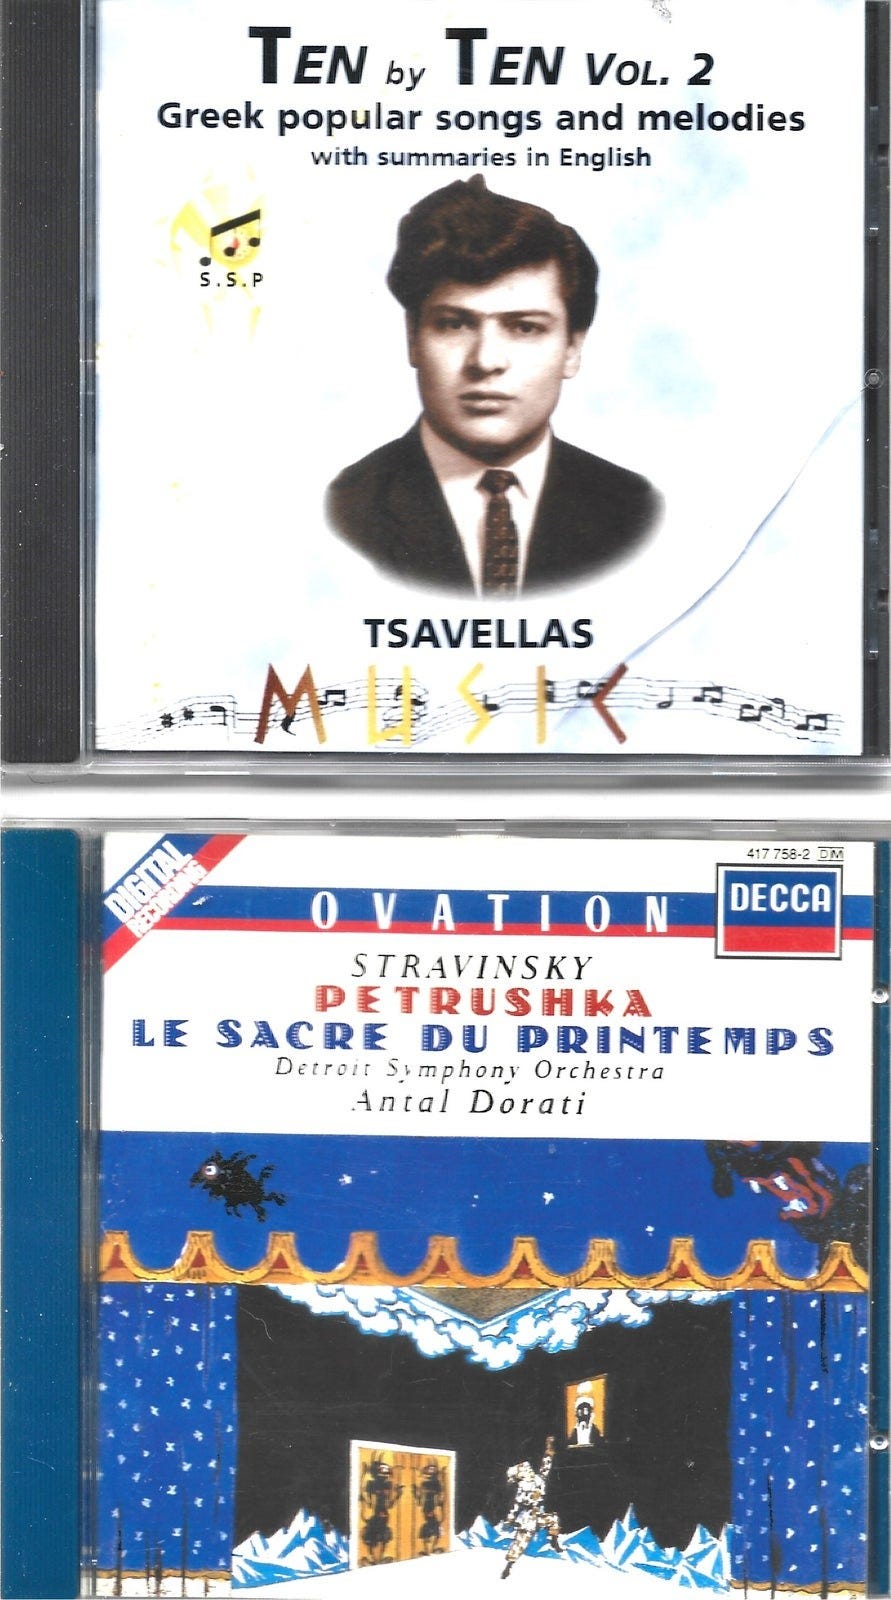 TEN by TEN VOL. 2
Greek popular songs and melodies
with summaries in English
S.S.P
TSAVELLAS
MUSIC
417 758-2 DM
DIGITAL
RECORDING
OVATION
DECCA
STRAVINSKY
PETRUSHKA
LE SACRE DU PRINTEMPS
Detroit Symphony Orchestra
Antal Dorati